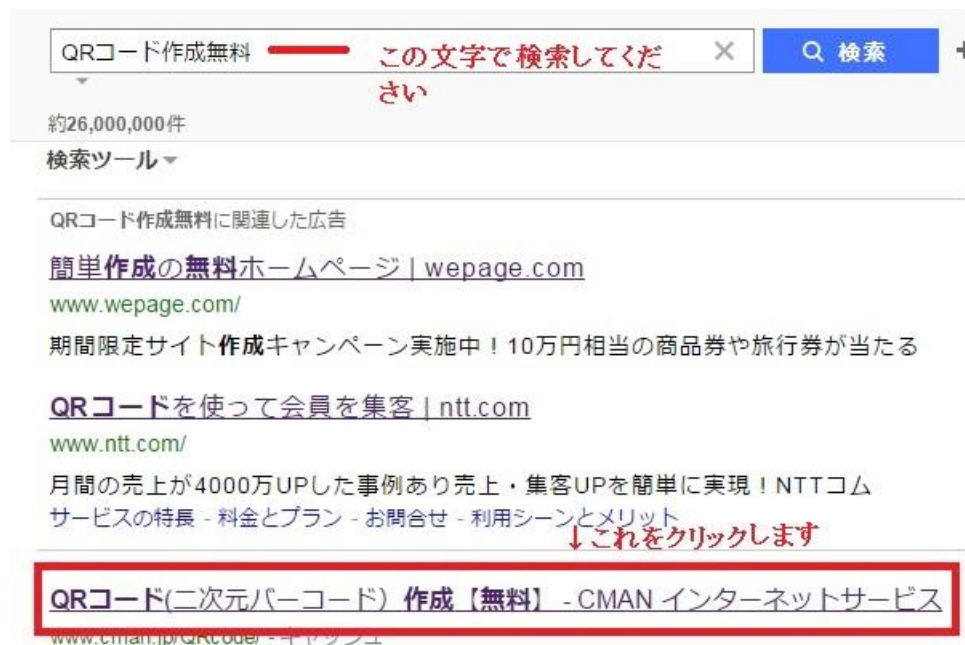 QRコード作成無料
この文字で検索してくだ
さい
検索
約26,000,000件
検索ツール
QRコード作成無料に関連した広告
簡単作成の無料ホームページ | wepage.com
www.wepage.com/
期間限定サイト作成キャンペーン実施中！10万円相当の商品券や旅行券が当たる
QRコードを使って会員を集客 | ntt.com
www.ntt.com/
月間の売上が4000万UPした事例あり売上・集客UPを簡単に実現！NTTコム
サービスの特長 - 料金とプラン - お問合せ - 利用シーンとメリット
↓これをクリックします
QRコード(二次元バーコード）作成【無料】 - CMAN インターネットサービス
www.cman.jp/QRcode/ - キャッシュ